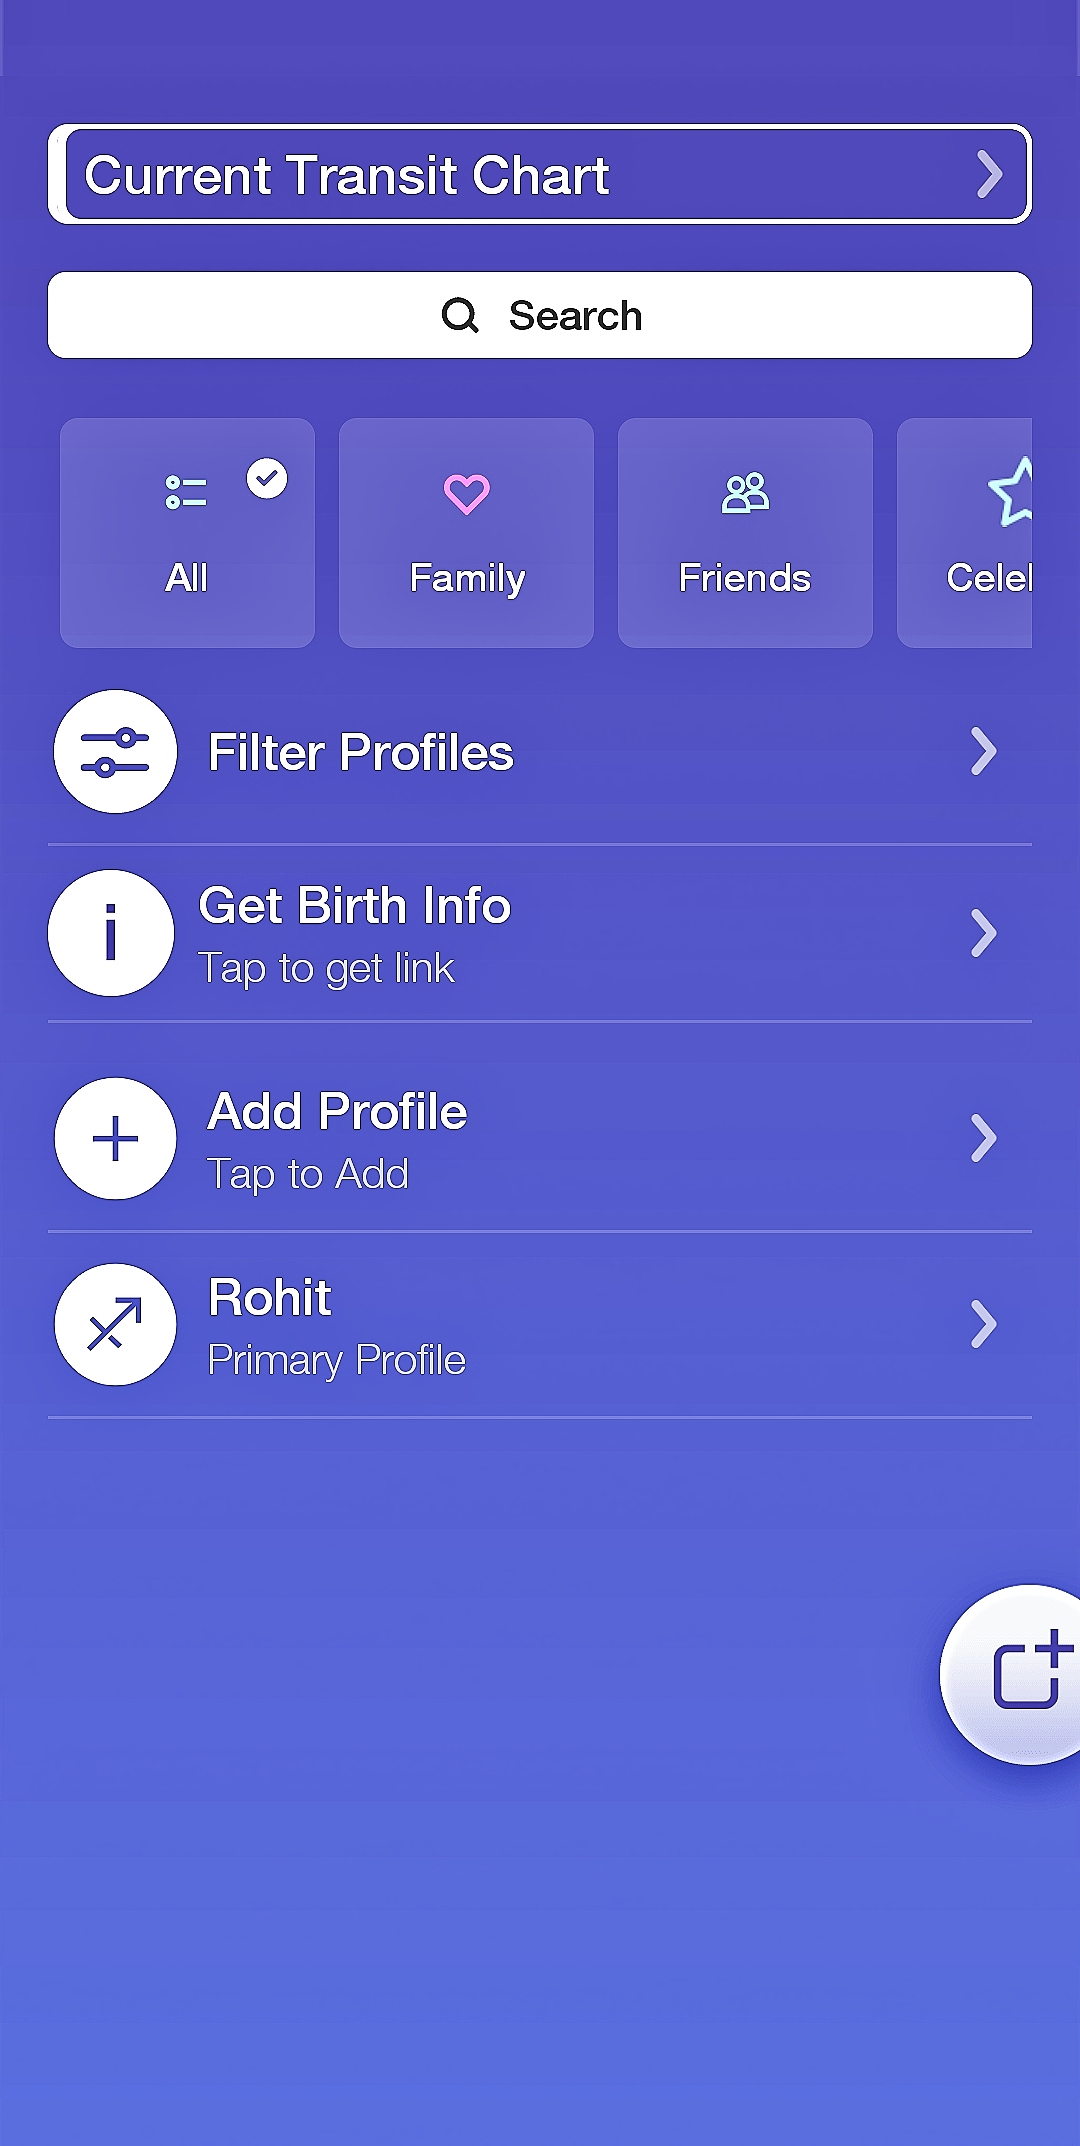 Current Transit Chart
Search
All
Family
Friends
Filter Profiles
Get Birth Info
Tap to get link
Add Profile
Tap to Add
Rohit
Primary Profile